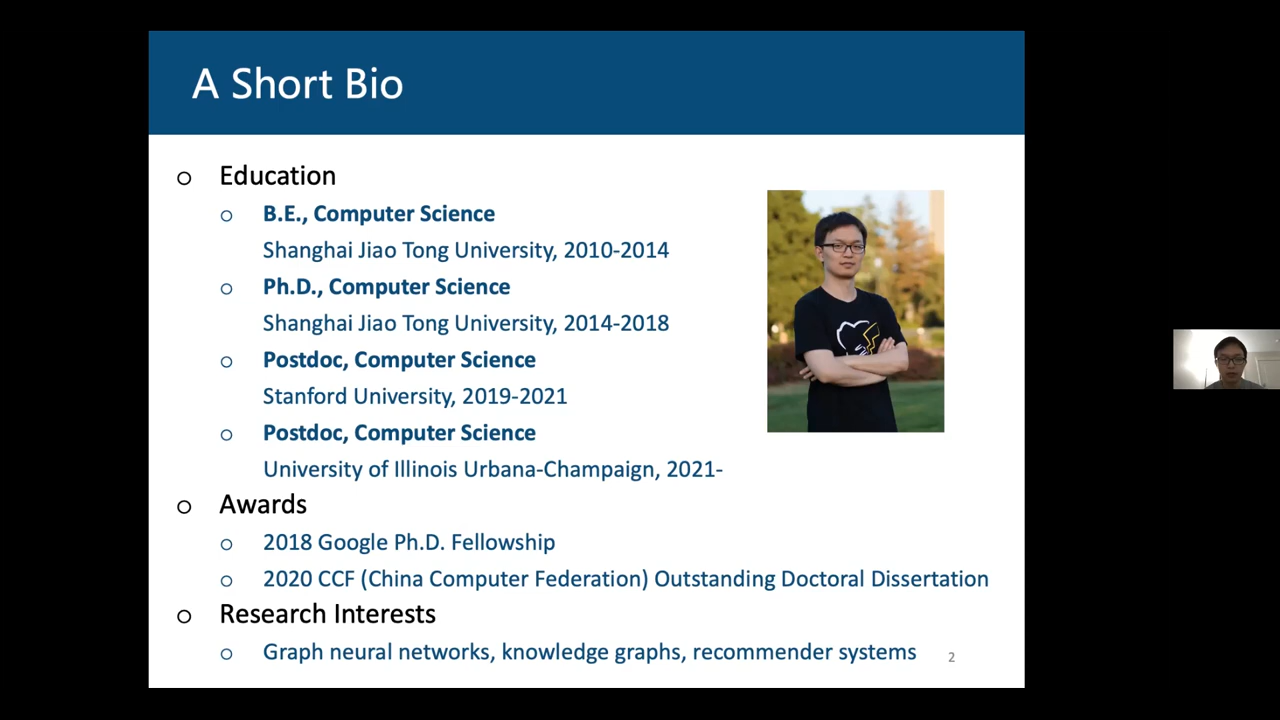 A Short Bio
Education
B.E., Computer Science
Shanghai Jiao Tong University, 2010-2014
Ph.D., Computer Science
Shanghai Jiao Tong University, 2014-2018
Postdoc, Computer Science
Stanford University, 2019-2021
Postdoc, Computer Science
University of Illinois Urbana-Champaign, 2021-
Awards
2018 Google Ph.D. Fellowship
2020 CCF (China Computer Federation) Outstanding Doctoral Dissertation
Research Interests
Graph neural networks, knowledge graphs, recommender systems
2